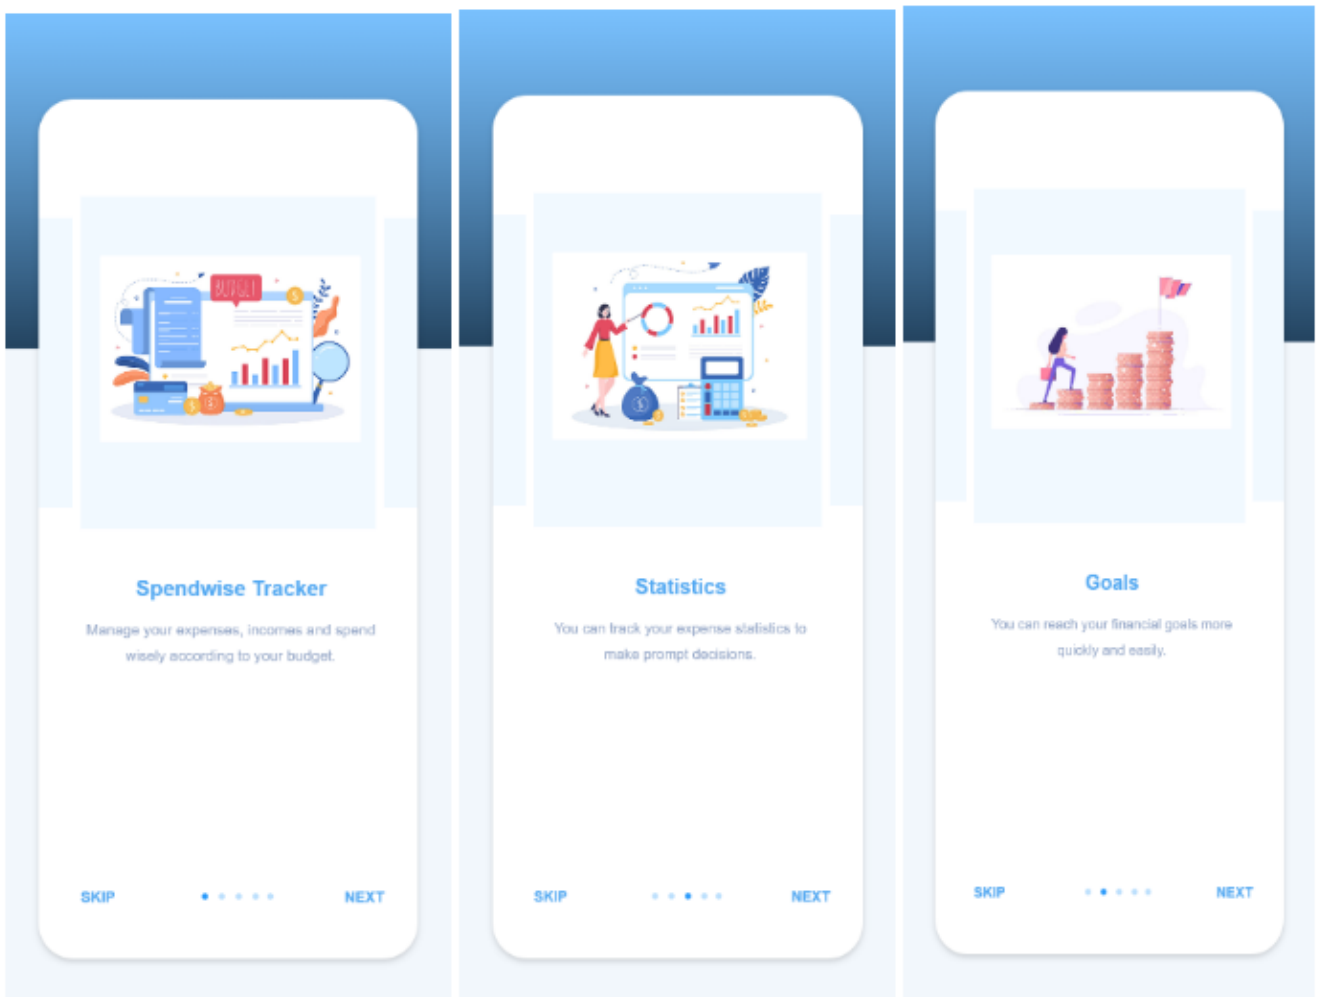 BUDGET
Spendwise Tracker
Manage your expenses, incomes and spend
wisely according to your budget.
SKIP
NEXT
Statistics
You can track your expense statistics to
make prompt decisions.
SKIP
NEXT
Goals
You can reach your financial goals more
quickly and easily.
SKIP
NEXT